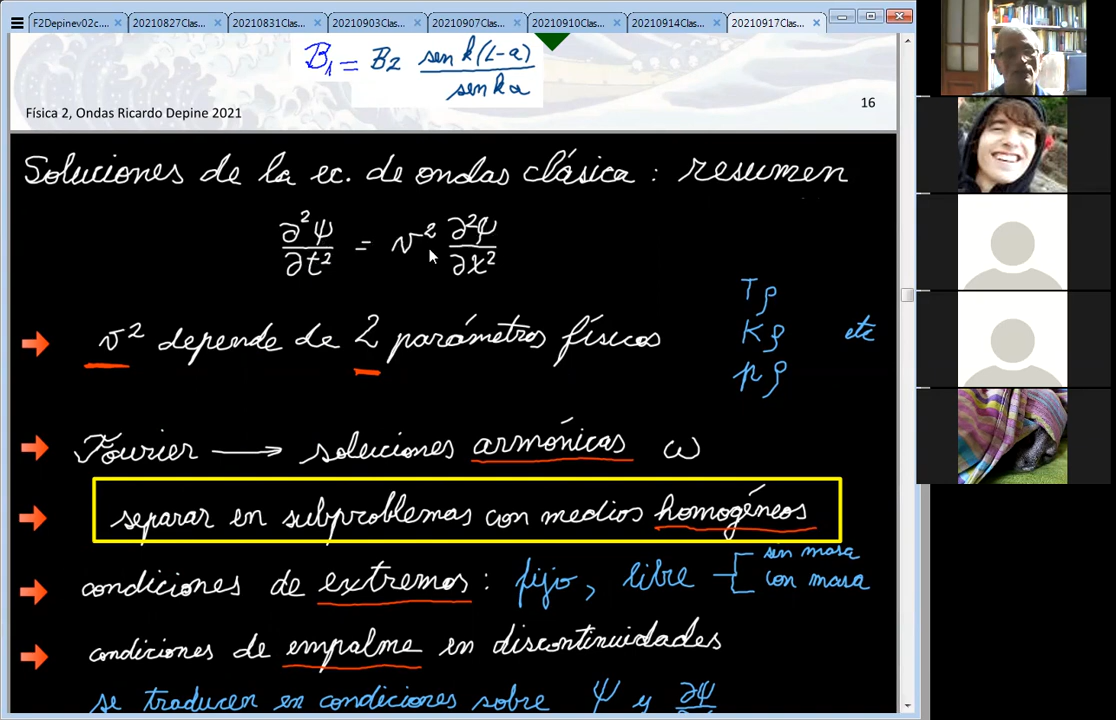 F2Depinev02c.... 20210827Clas... 20210831Clas... 20210903Clas... 20210907Clas... 20210910Clas... 20210914Clas... 20210917Clas...
B₁ = B₂ sen k(L-a) / sen ka
Física 2, Ondas Ricardo Depine 2021
16
Soluciones de la ec. de ondas clásica : resumen
∂²ψ/∂t² = v² ∂²ψ/∂x²
v² depende de 2 parámetros físicos
T ρ
K ρ etc
p ρ
Fourier → soluciones armónicas ω
separar en subproblemas con medios homogéneos
condiciones de extremos : fijo, libre sin masa
con masa
condiciones de empalme en discontinuidades
se traducen en condiciones sobre ψ y ∂ψ